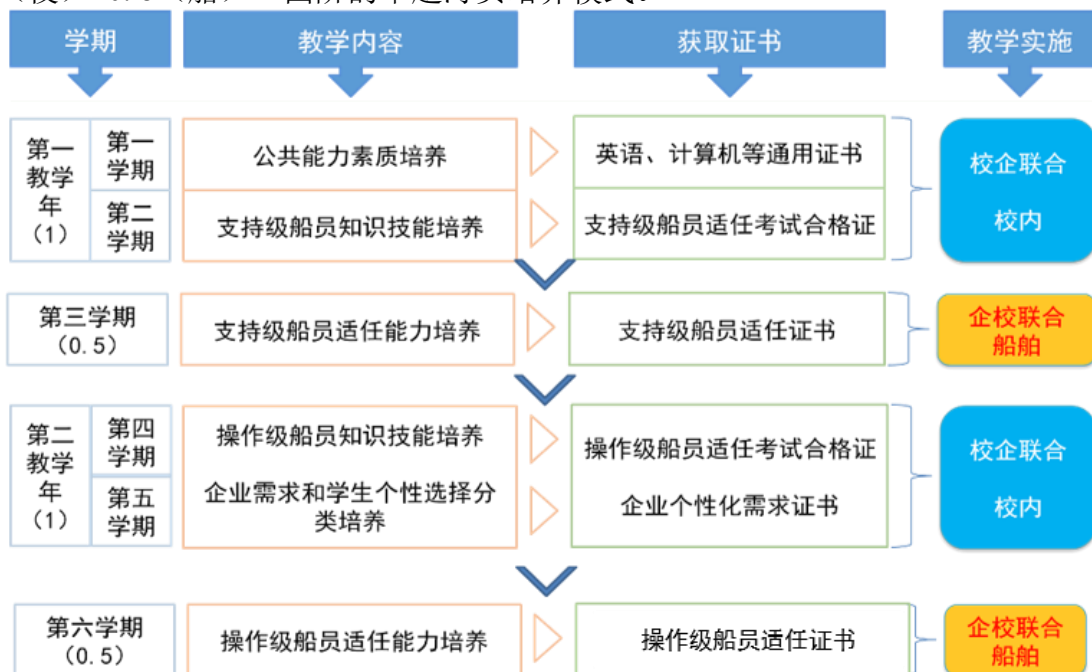 学期 教学内容 获取证书 教学实施
第一
教学
年
(1)
第一
学期
公共能力素质培养
英语、计算机等通用证书
第二
学期
支持级船员知识技能培养
支持级船员适任考试合格证
校企联合
校内
第三学期
(0.5)
支持级船员适任能力培养
支持级船员适任证书
企校联合
船舶
第二
教学
年
(1)
第四
学期
操作级船员知识技能培养
操作级船员适任考试合格证
第五
学期
企业需求和学生个性选择分
类培养
企业个性化需求证书
校企联合
校内
第六学期
(0.5)
操作级船员适任能力培养
操作级船员适任证书
企校联合
船舶